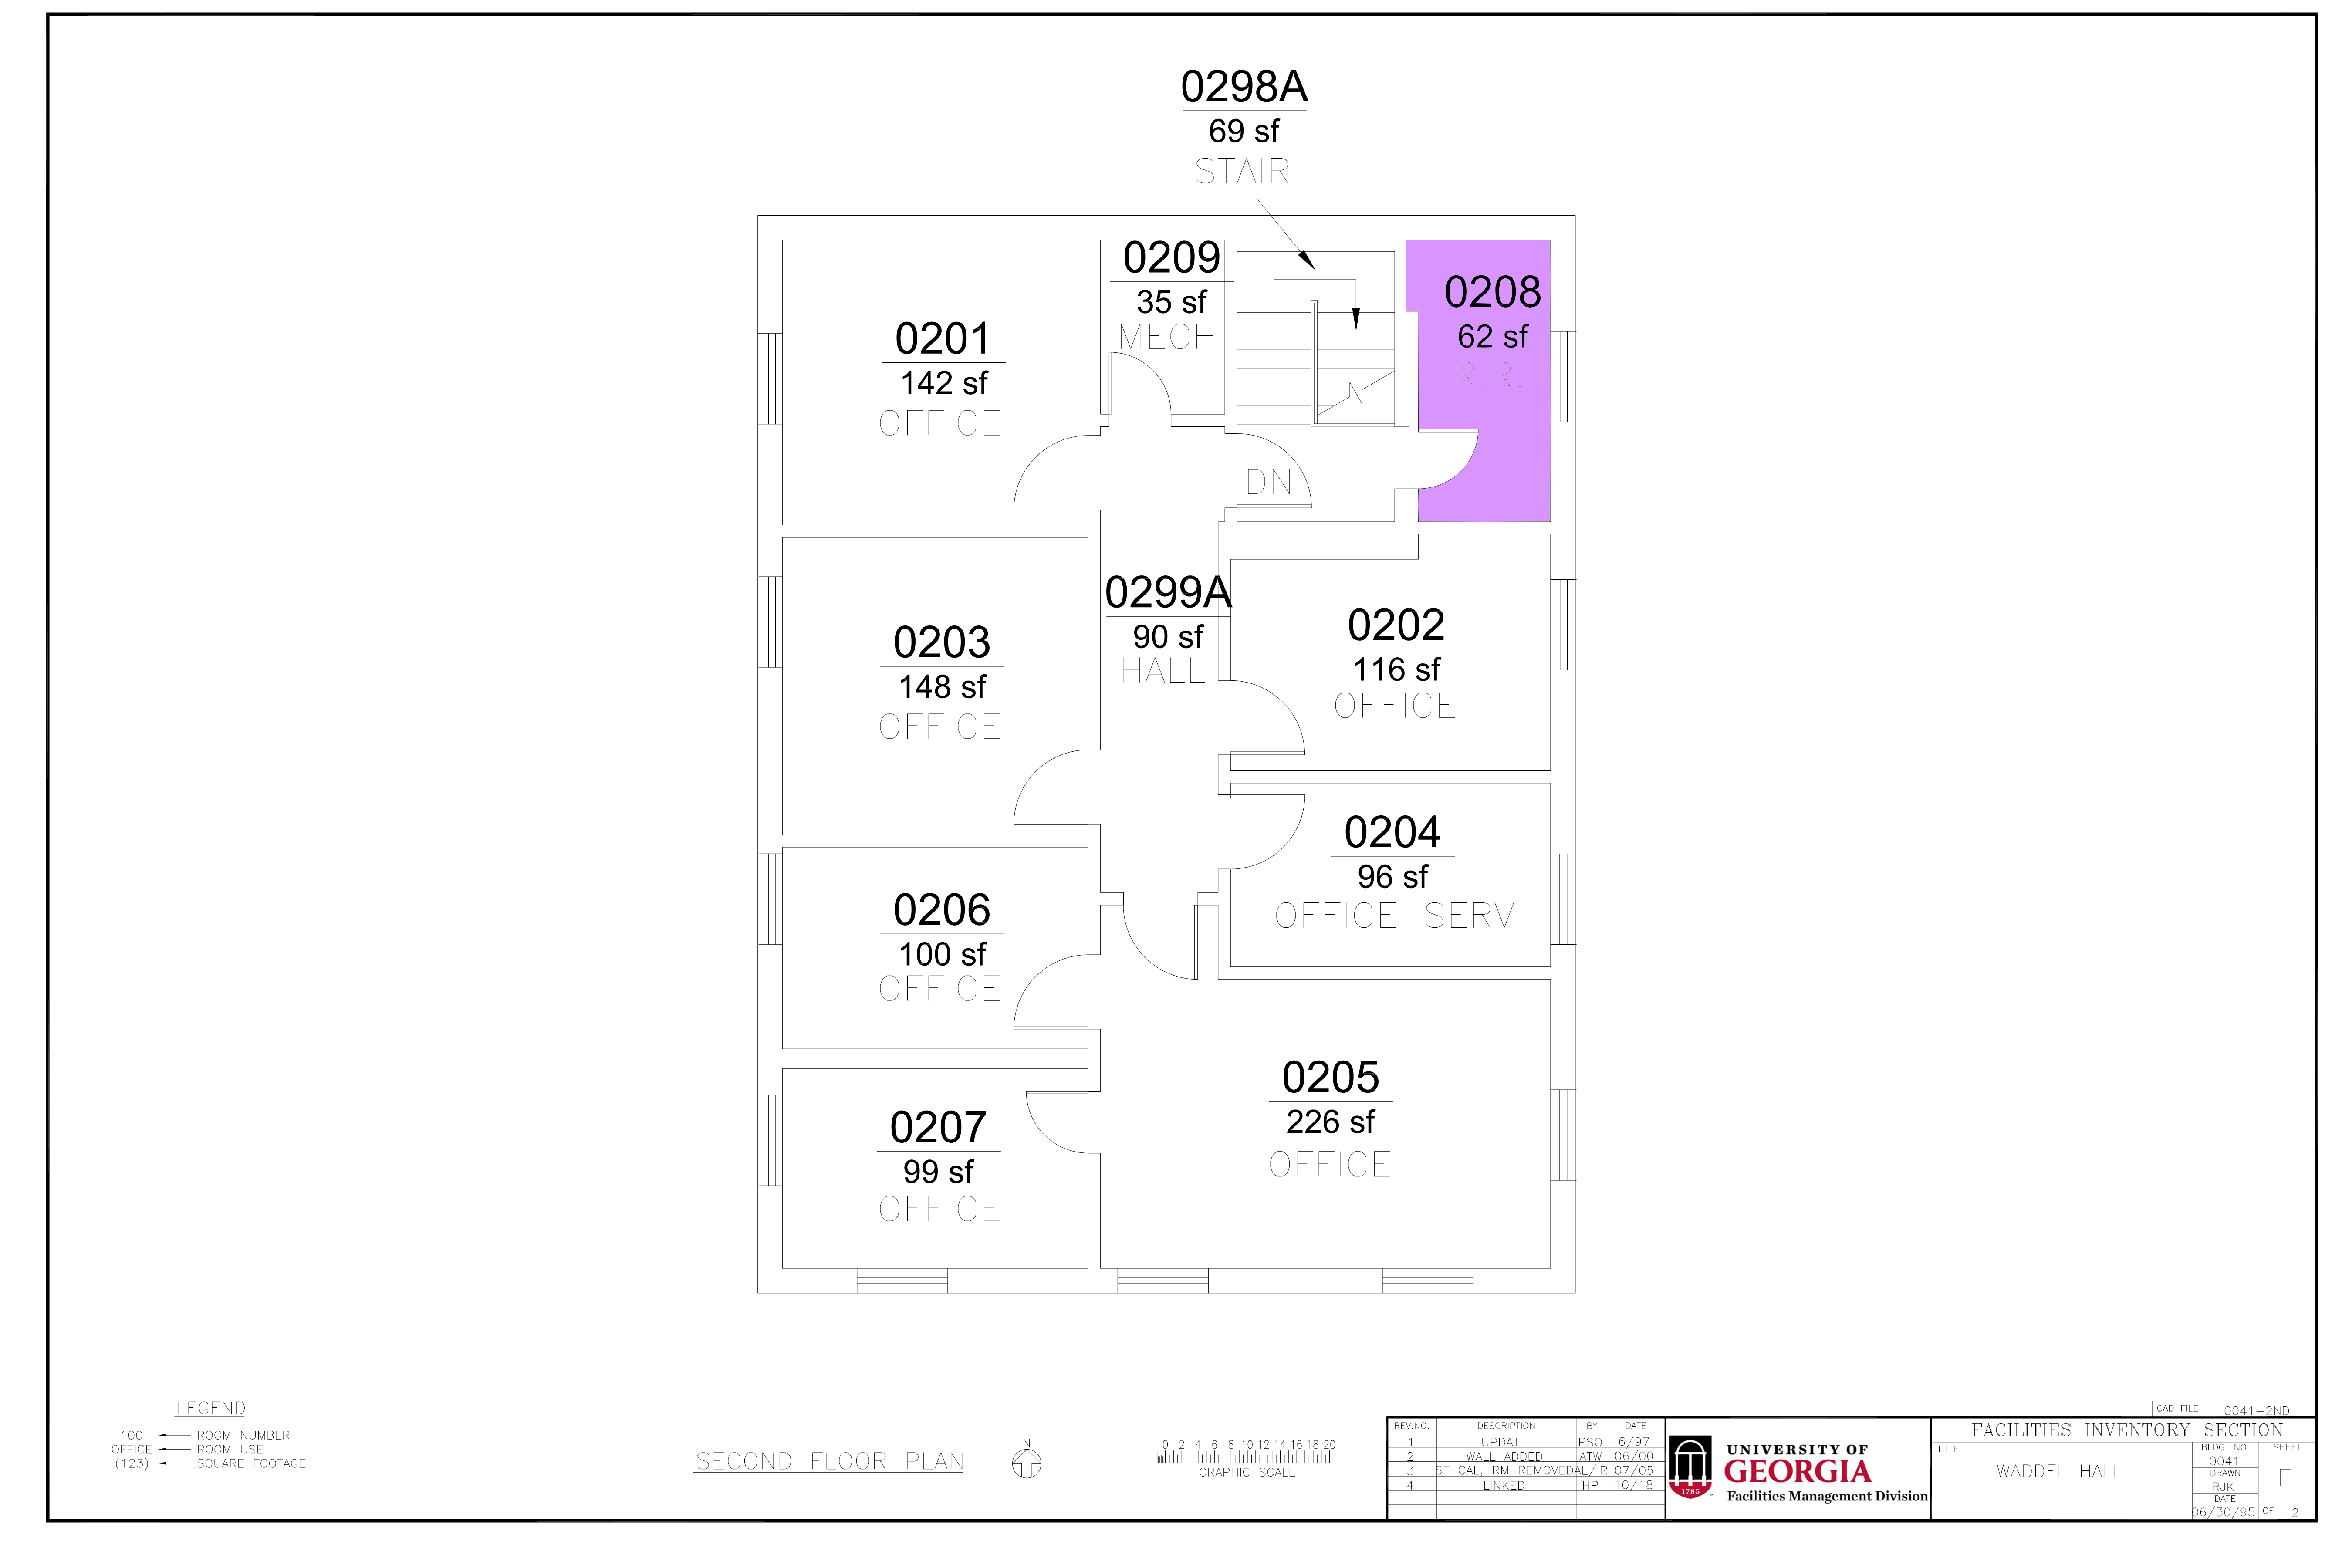 0298A
69 sf
STAIR
0209
35 sf
MECH
0208
62 sf
R.R.
0201
142 sf
OFFICE
DN
0299A
90 sf
HALL
0203
148 sf
OFFICE
0202
116 sf
OFFICE
0204
96 sf
OFFICE SERV
0206
100 sf
OFFICE
0205
226 sf
OFFICE
0207
99 sf
OFFICE
LEGEND
100 ROOM NUMBER
OFFICE ROOM USE
(123) SQUARE FOOTAGE
SECOND FLOOR PLAN
N
0 2 4 6 8 10 12 14 16 18 20
GRAPHIC SCALE
REV.NO. DESCRIPTION BY DATE
1 UPDATE PSO 6/97
2 WALL ADDED ATW 06/00
3 SF CAL, RM REMOVED AL/IR 07/05
4 LINKED HP 10/18
1785
UNIVERSITY OF
GEORGIA
Facilities Management Division
CAD FILE 0041-2ND
FACILITIES INVENTORY SECTION
TITLE
WADDEL HALL
BLDG. NO.
0041
DRAWN
RJK
DATE
06/30/95
SHEET
F
OF 2